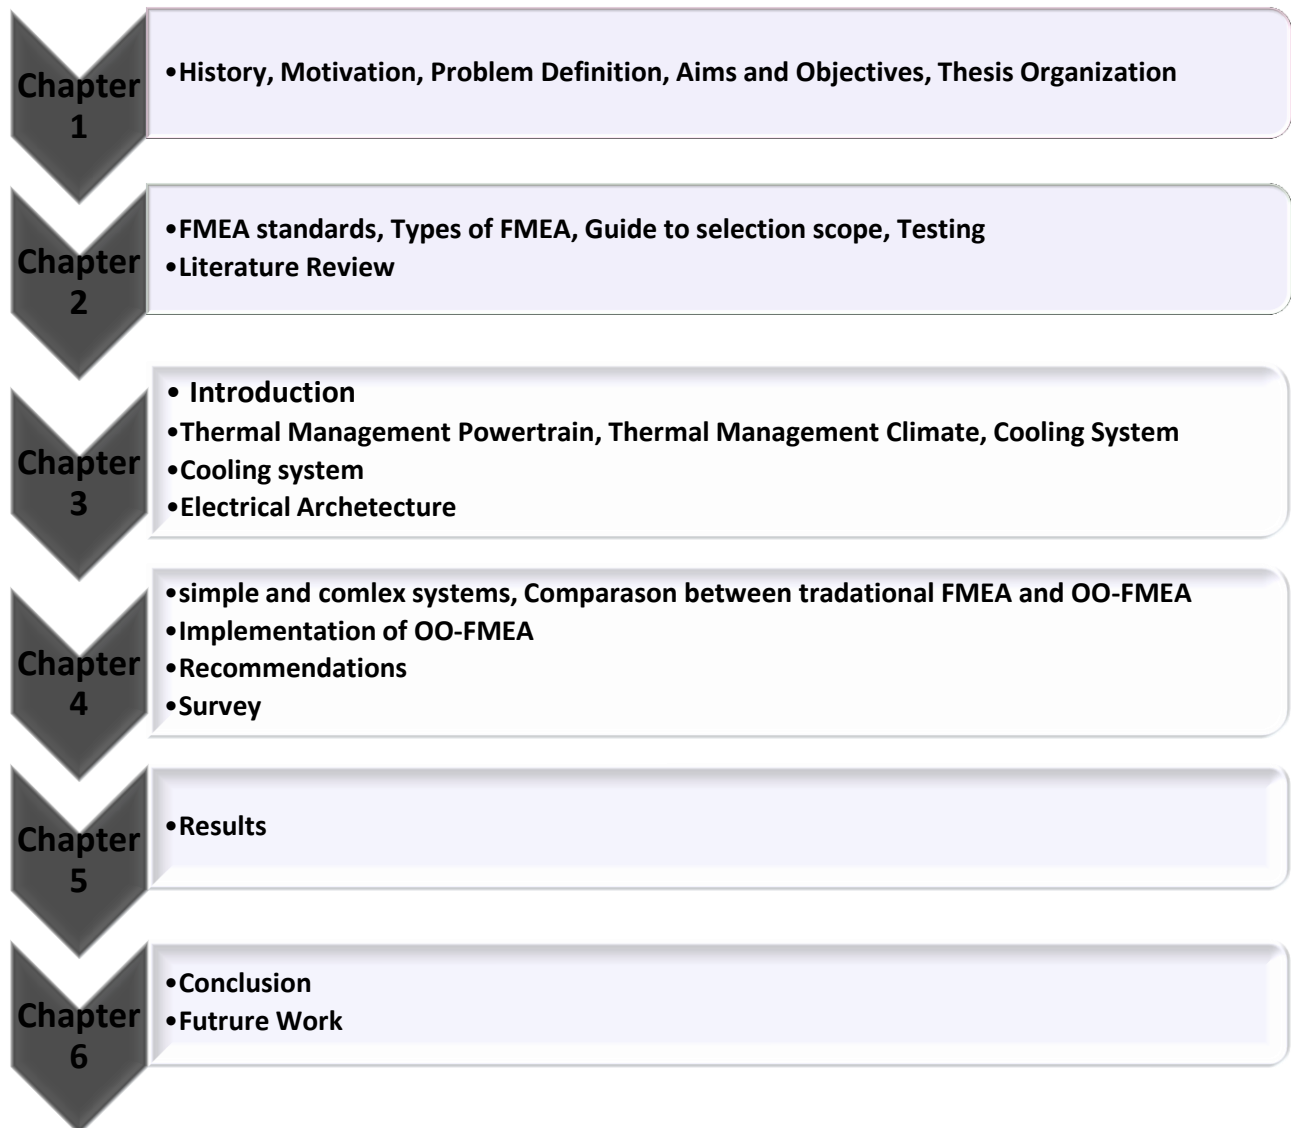 Chapter
1
•History, Motivation, Problem Definition, Aims and Objectives, Thesis Organization
Chapter
2
•FMEA standards, Types of FMEA, Guide to selection scope, Testing
•Literature Review
Chapter
3
• Introduction
•Thermal Management Powertrain, Thermal Management Climate, Cooling System
•Cooling system
•Electrical Archetecture
Chapter
4
•simple and comlex systems, Comparason between tradational FMEA and OO-FMEA
•Implementation of OO-FMEA
•Recommendations
•Survey
Chapter
5
•Results
Chapter
6
•Conclusion
•Futrure Work